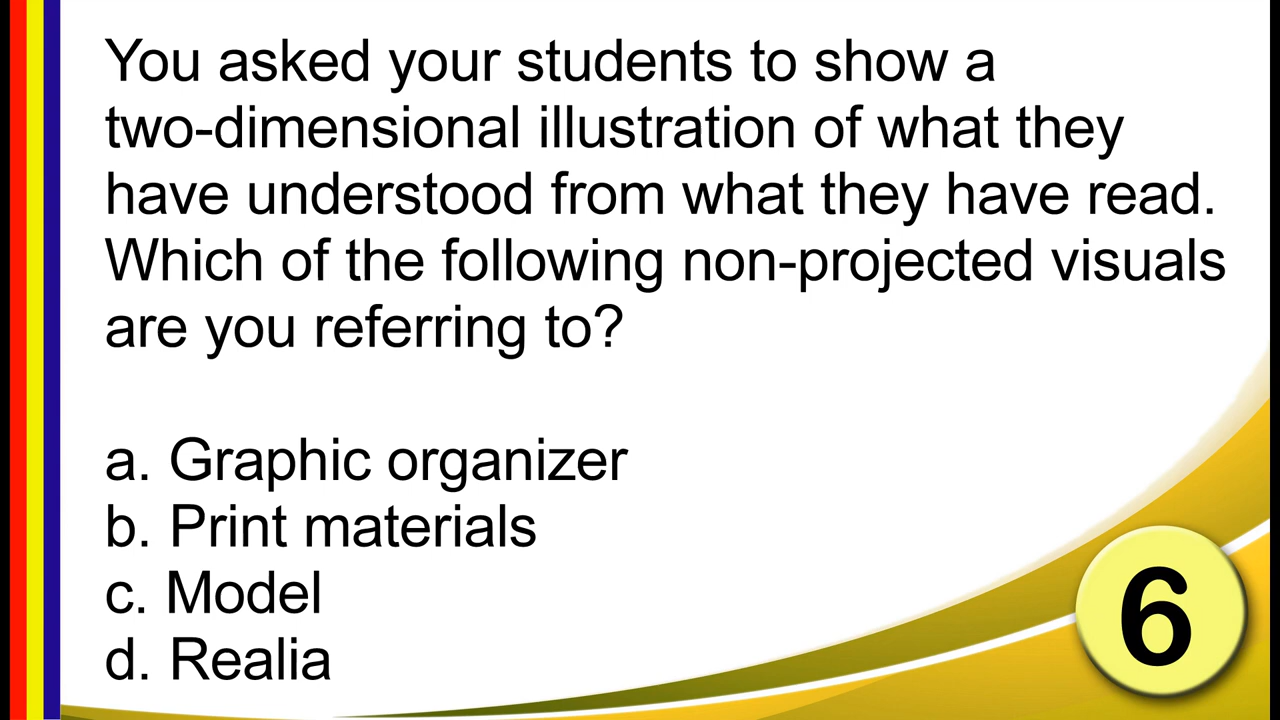 You asked your students to show a
two-dimensional illustration of what they
have understood from what they have read.
Which of the following non-projected visuals
are you referring to?
a. Graphic organizer
b. Print materials
c. Model
d. Realia
6